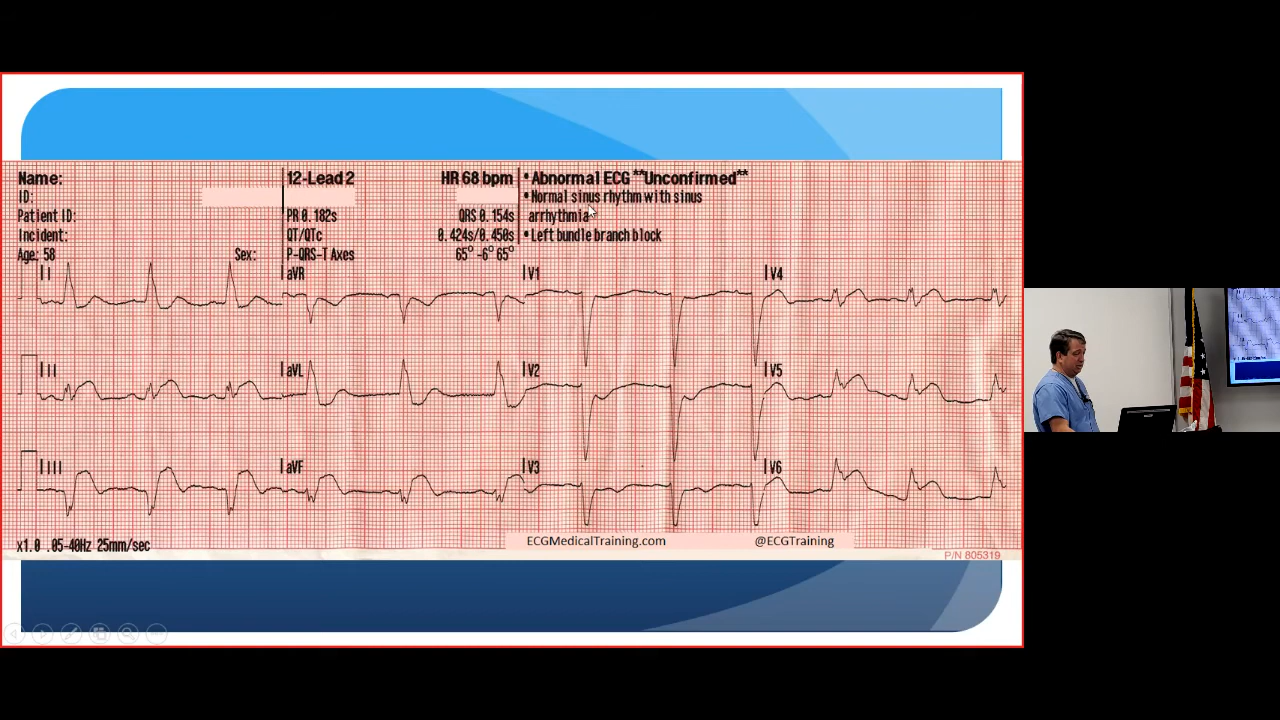 Name:
12-Lead 2
HR 68 bpm
• Abnormal ECG **Unconfirmed**
ID:
• Normal sinus rhythm with sinus
Patient ID:
PR 0.182s
QRS 0.154s
arrhythmia
Incident:
QT/QTc
0.424s/0.450s
• Left bundle branch block
Age: 58
Sex:
P-QRS-T Axes
65° -6° 65°
I
aVR
V1
V4
II
aVL
V2
V5
III
aVF
V3
V6
x1.0 .05-40Hz 25mm/sec
ECGMedicalTraining.com
@ECGTraining
P/N 805319